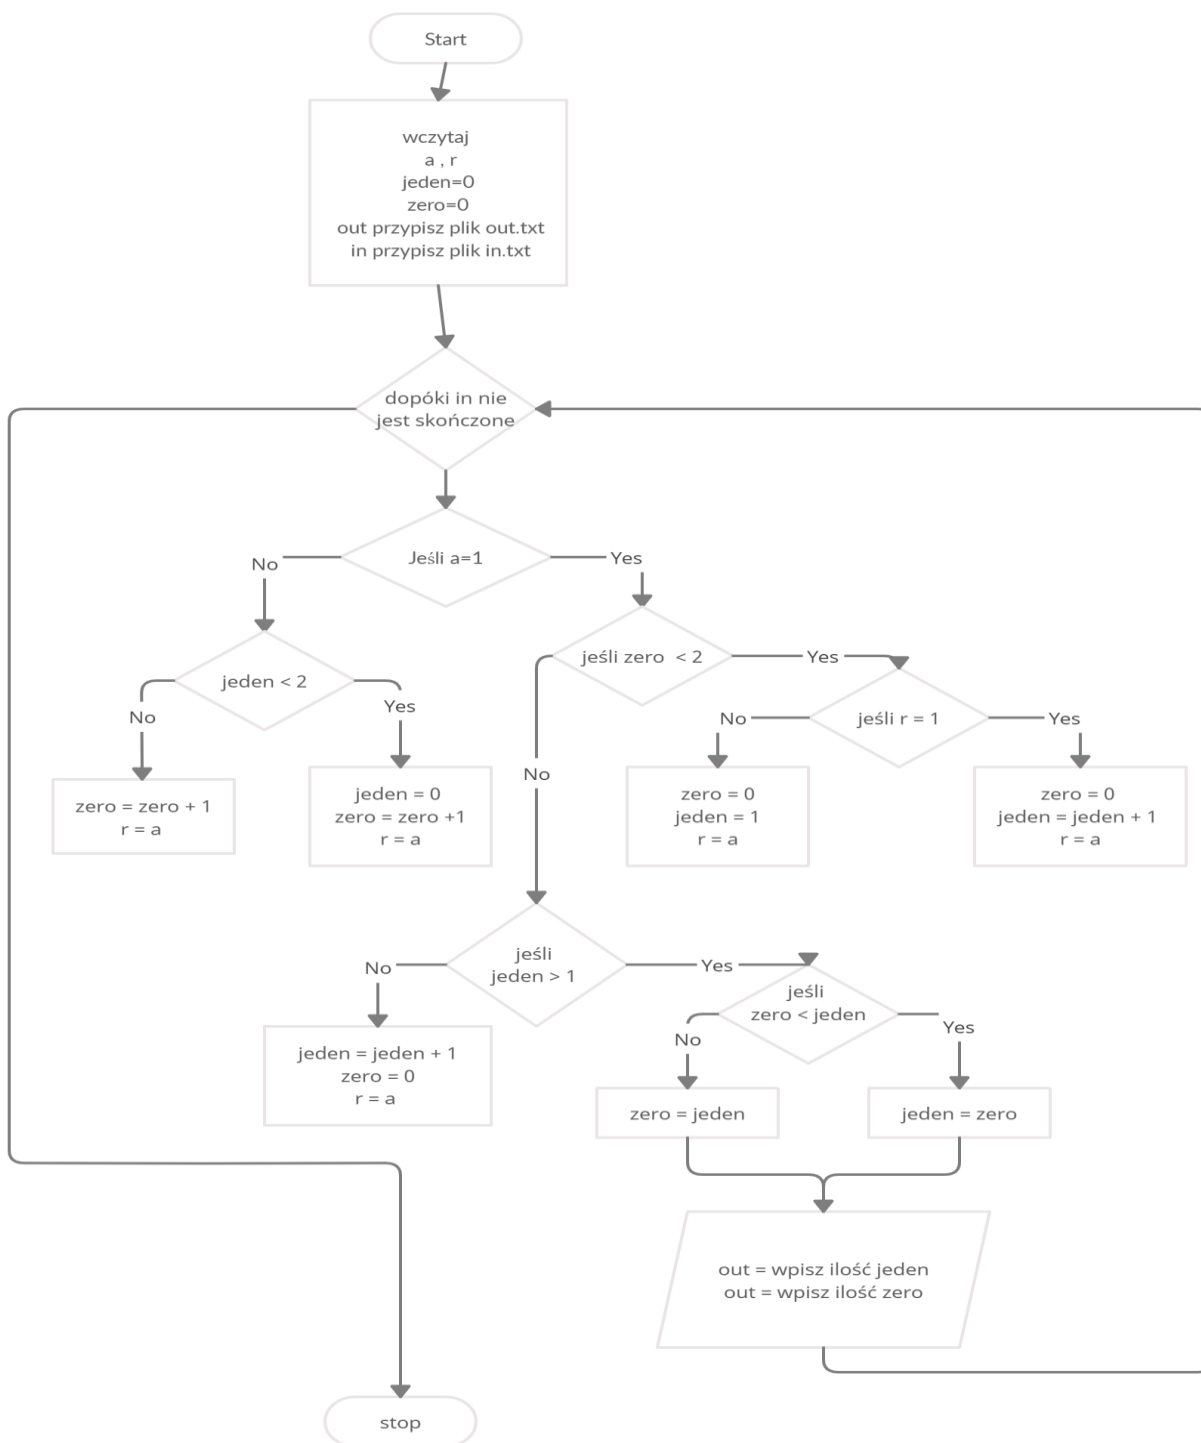 Start
wczytaj
a , r
jeden=0
zero=0
out przypisz plik out.txt
in przypisz plik in.txt
dopóki in nie
jest skończone
Jeśli a=1
No
Yes
jeden < 2
No
Yes
zero = zero + 1
r = a
jeden = 0
zero = zero +1
r = a
jeśli zero  < 2
Yes
No
jeśli r = 1
No
Yes
zero = 0
jeden = 1
r = a
zero = 0
jeden = jeden + 1
r = a
jeśli
jeden > 1
No
Yes
jeden = jeden + 1
zero = 0
r = a
jeśli
zero < jeden
No
Yes
zero = jeden
jeden = zero
out = wpisz ilość jeden
out = wpisz ilość zero
stop